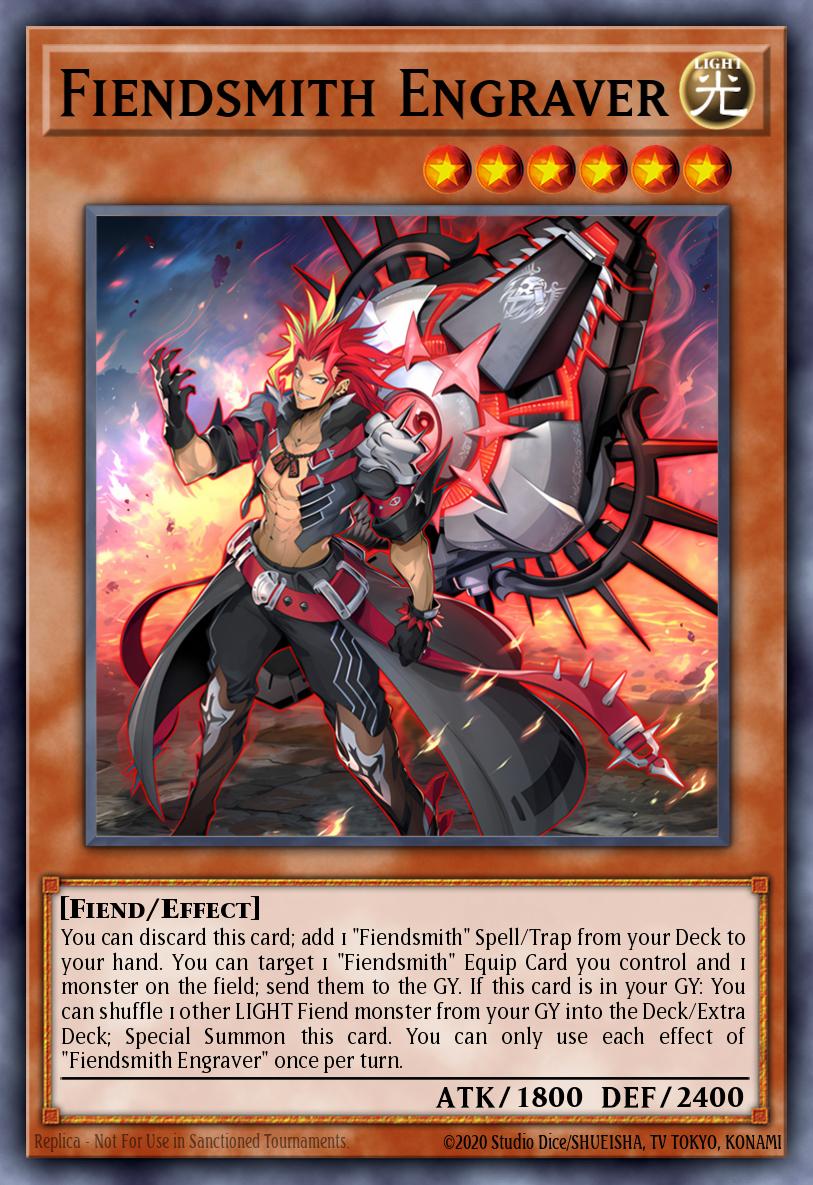 Fiendsmith Engraver
LIGHT
光
[Fiend/Effect]
You can discard this card; add 1 "Fiendsmith" Spell/Trap from your Deck to
your hand. You can target 1 "Fiendsmith" Equip Card you control and 1
monster on the field; send them to the GY. If this card is in your GY: You
can shuffle 1 other LIGHT Fiend monster from your GY into the Deck/Extra
Deck; Special Summon this card. You can only use each effect of
"Fiendsmith Engraver" once per turn.
ATK/1800 DEF/2400
Replica - Not For Use in Sanctioned Tournaments.
©2020 Studio Dice/SHUEISHA, TV TOKYO, KONAMI